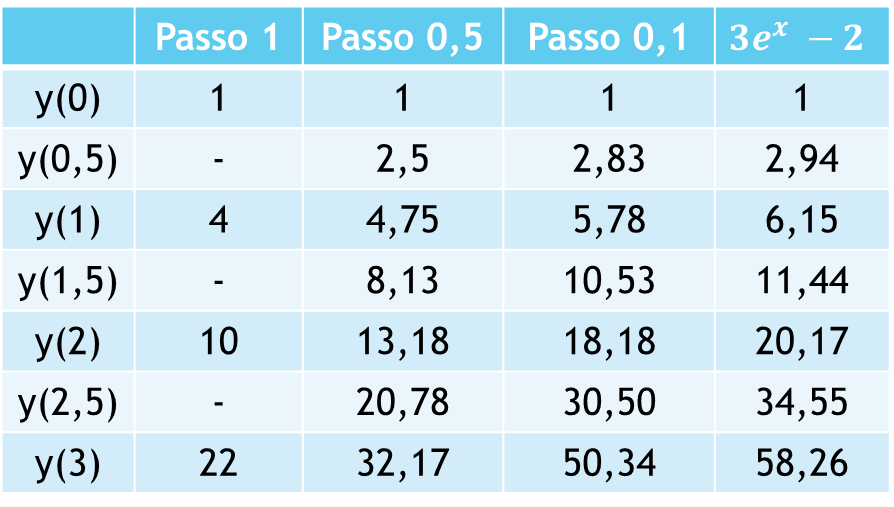 Passo 1 Passo 0,5 Passo 0,1 3eˣ − 2
y(0) 1 1 1 1
y(0,5) - 2,5 2,83 2,94
y(1) 4 4,75 5,78 6,15
y(1,5) - 8,13 10,53 11,44
y(2) 10 13,18 18,18 20,17
y(2,5) - 20,78 30,50 34,55
y(3) 22 32,17 50,34 58,26